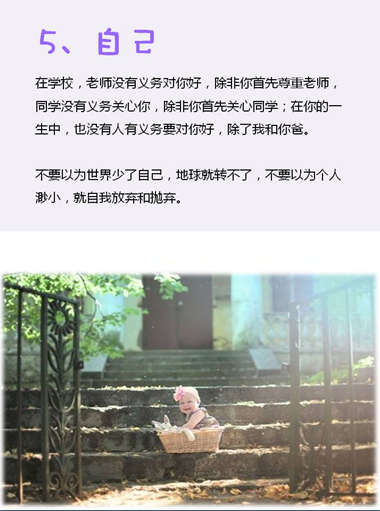 5、自己
在学校，老师没有义务对你好，除非你首先尊重老师，
同学没有义务关心你，除非你首先关心同学；在你的一
生中，也没有人有义务要对你好，除了我和你爸。
不要以为世界少了自己，地球就转不了，不要以为个人
渺小，就自我放弃和抛弃。